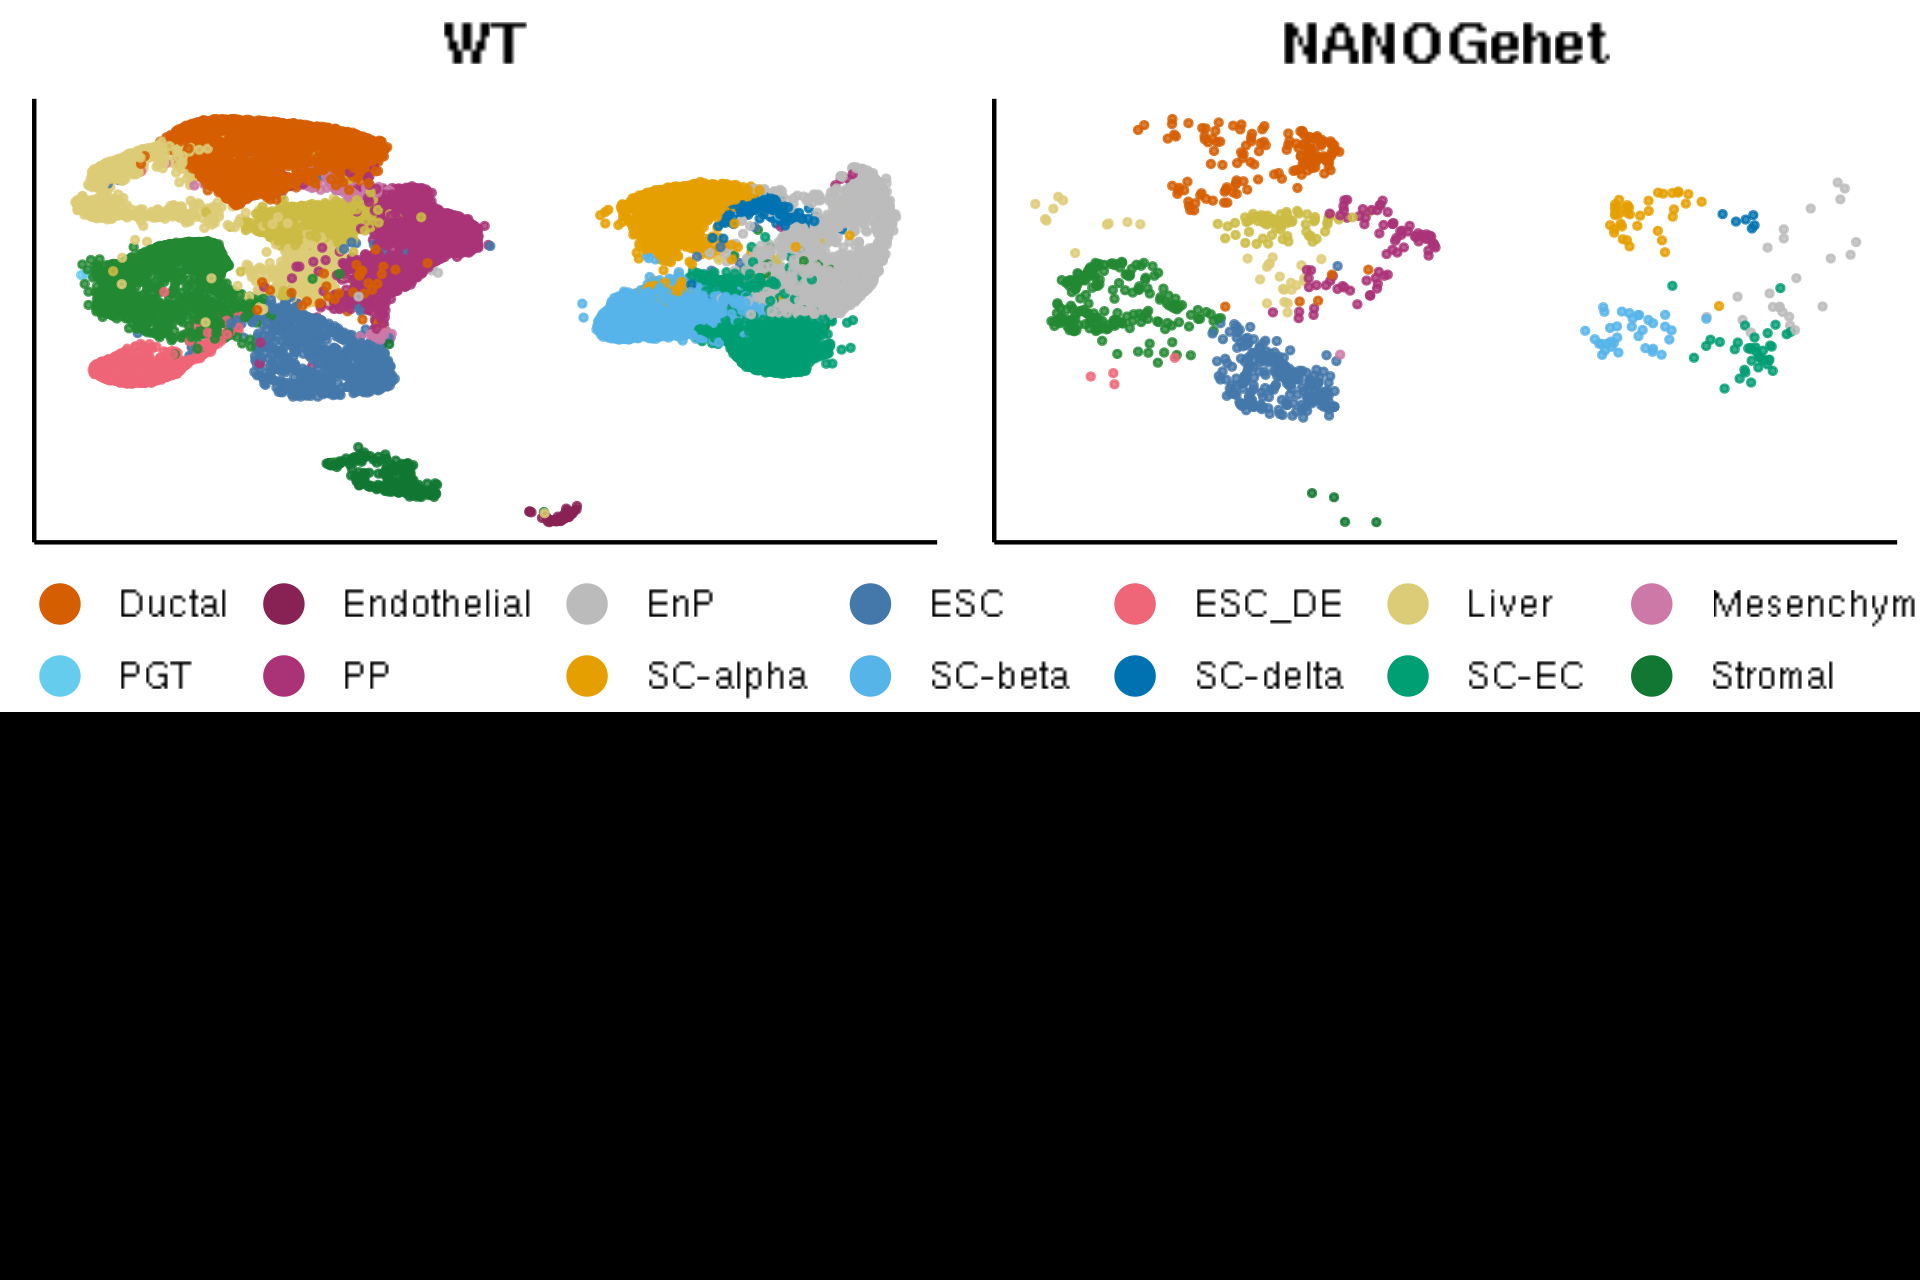 WT NANOGehet
Ductal Endothelial EnP ESC ESC_DE Liver Mesenchym
PGT PP SC-alpha SC-beta SC-delta SC-EC Stromal